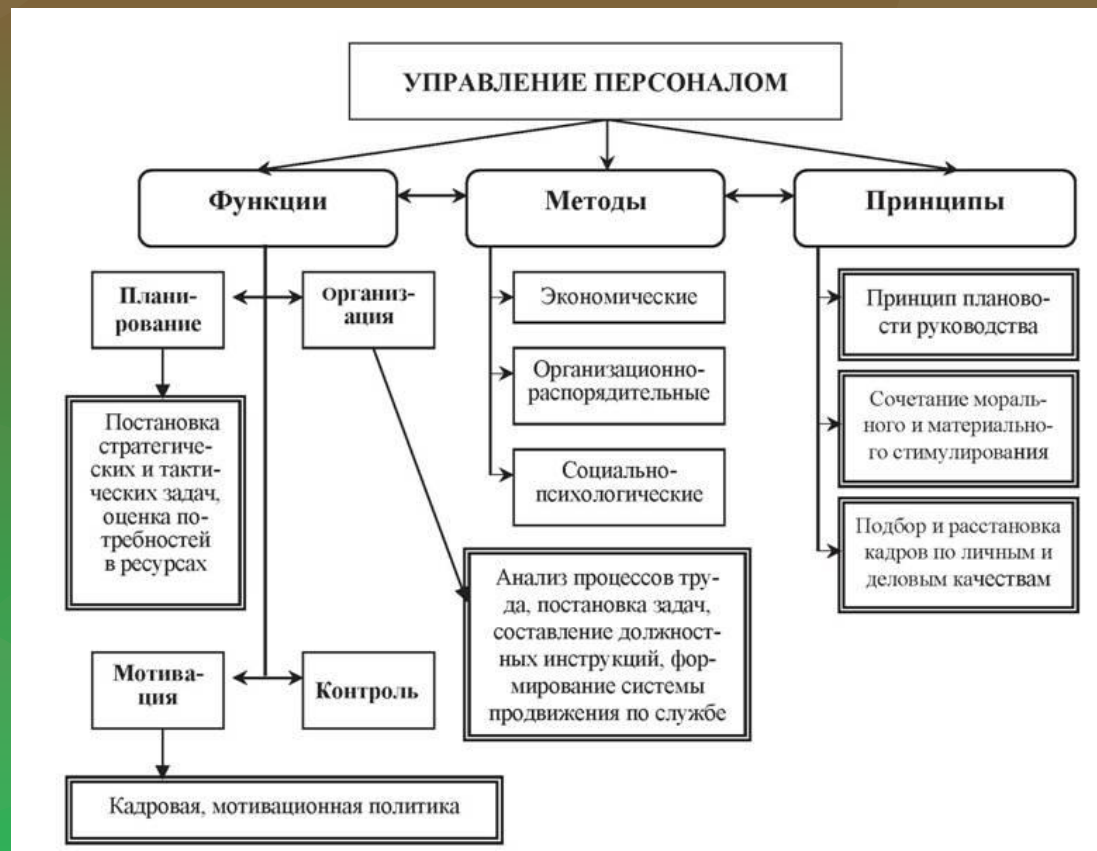 УПРАВЛЕНИЕ ПЕРСОНАЛОМ
Функции
Методы
Принципы
Плани-
рование
Организ-
ация
Экономические
Организационно-
распорядительные
Социально-
психологические
Принцип планово-
сти руководства
Сочетание мораль-
ного и материально-
го стимулирования
Подбор и расстановка
кадров по личным и
деловым качествам
Постановка
стратегиче-
ских и такти-
ческих задач,
оценка по-
требностей
в ресурсах
Анализ процессов тру-
да, постановка задач,
составление должност-
ных инструкций, фор-
мирование системы
продвижения по службе
Мотива-
ция
Контроль
Кадровая, мотивационная политика